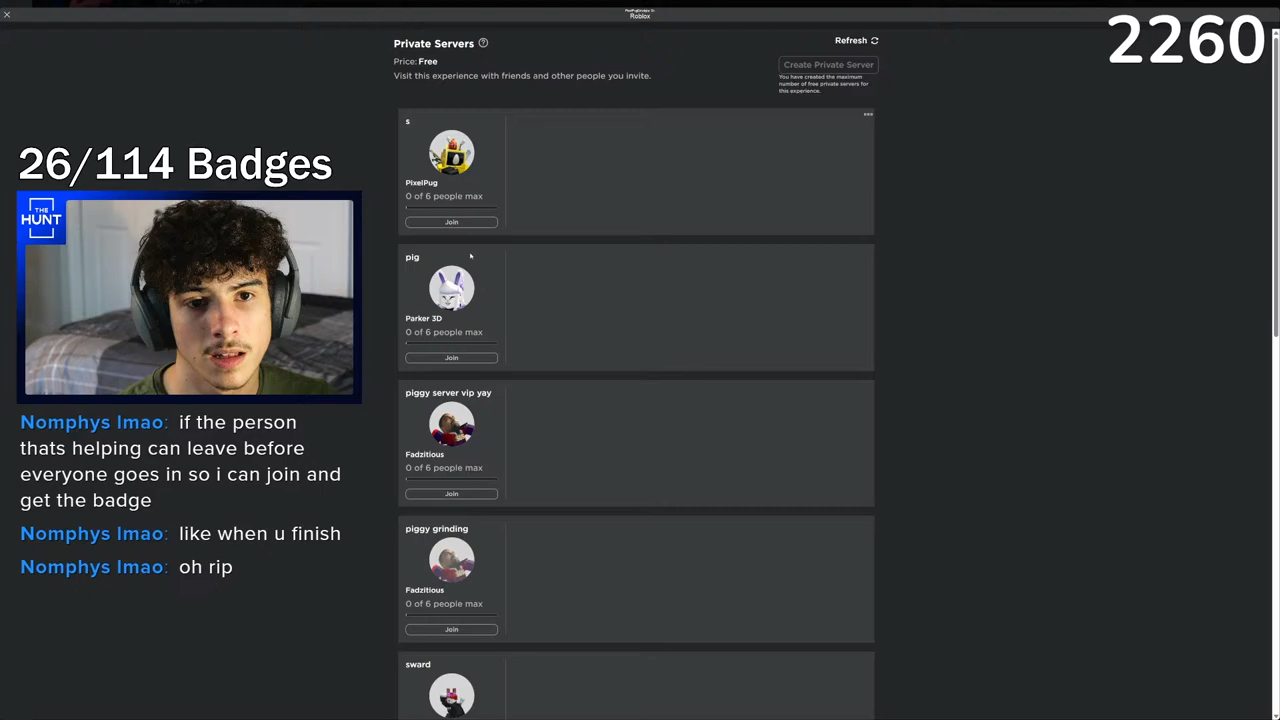 Roblox
2260
Private Servers
Refresh
Price: Free
Create Private Server
Visit this experience with friends and other people you invite.
You have created the maximum
number of free private servers for
this experience.
s
PixelPug
0 of 6 people max
Join
26/114 Badges
THE
HUNT
pig
Parker 3D
0 of 6 people max
Join
piggy server vip yay
Fadzitious
0 of 6 people max
Join
Nomphys lmao: if the person
thats helping can leave before
everyone goes in so i can join and
get the badge
Nomphys lmao: like when u finish
Nomphys lmao: oh rip
piggy grinding
Fadzitious
0 of 6 people max
Join
sward